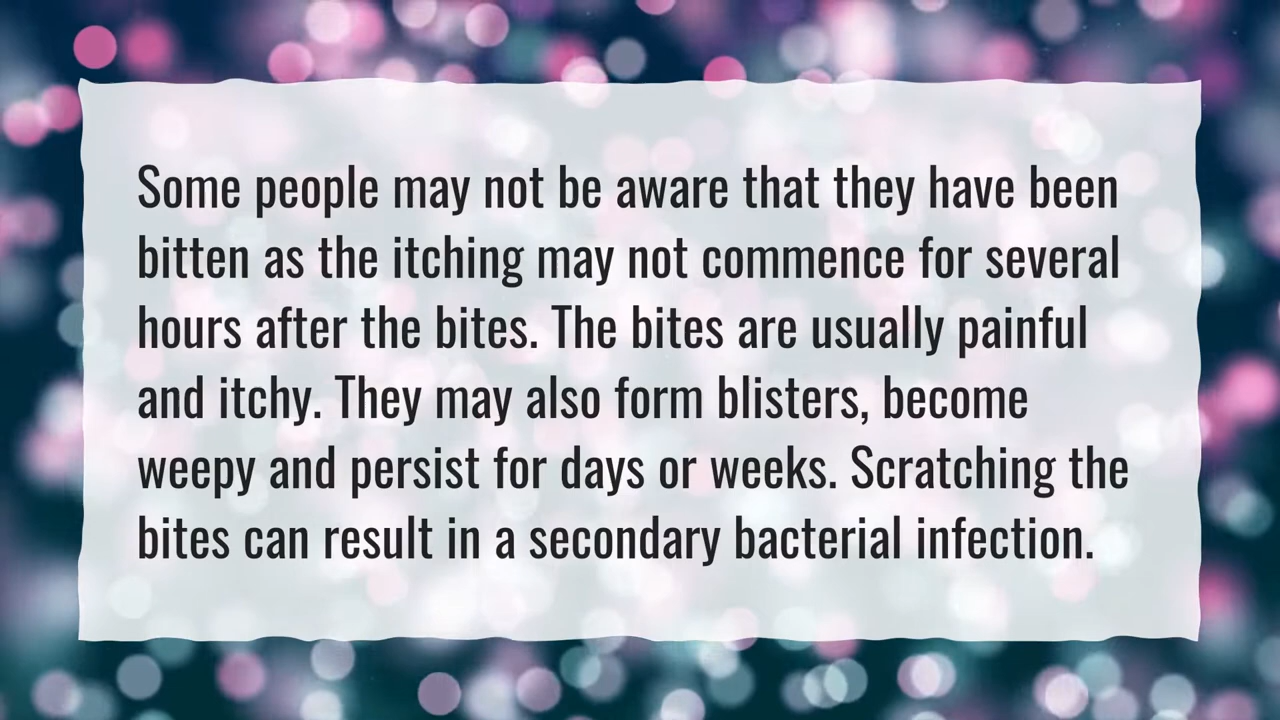 Some people may not be aware that they have been
bitten as the itching may not commence for several
hours after the bites. The bites are usually painful
and itchy. They may also form blisters, become
weepy and persist for days or weeks. Scratching the
bites can result in a secondary bacterial infection.